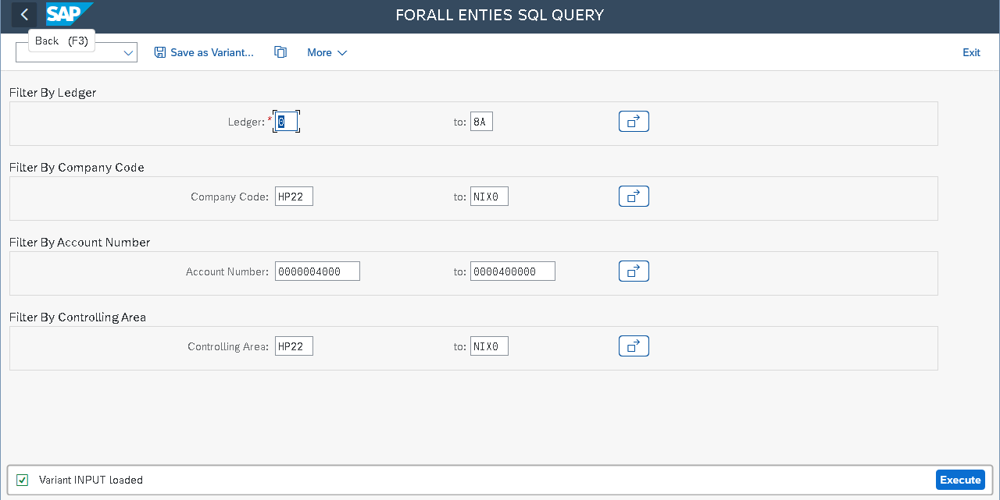 SAP
FORALL ENTIES SQL QUERY
Back (F3)
Save as Variant... More Exit
Filter By Ledger
Ledger: * 0 to: 8A
Filter By Company Code
Company Code: HP22 to: NIX0
Filter By Account Number
Account Number: 0000004000 to: 0000400000
Filter By Controlling Area
Controlling Area: HP22 to: NIX0
Variant INPUT loaded Execute